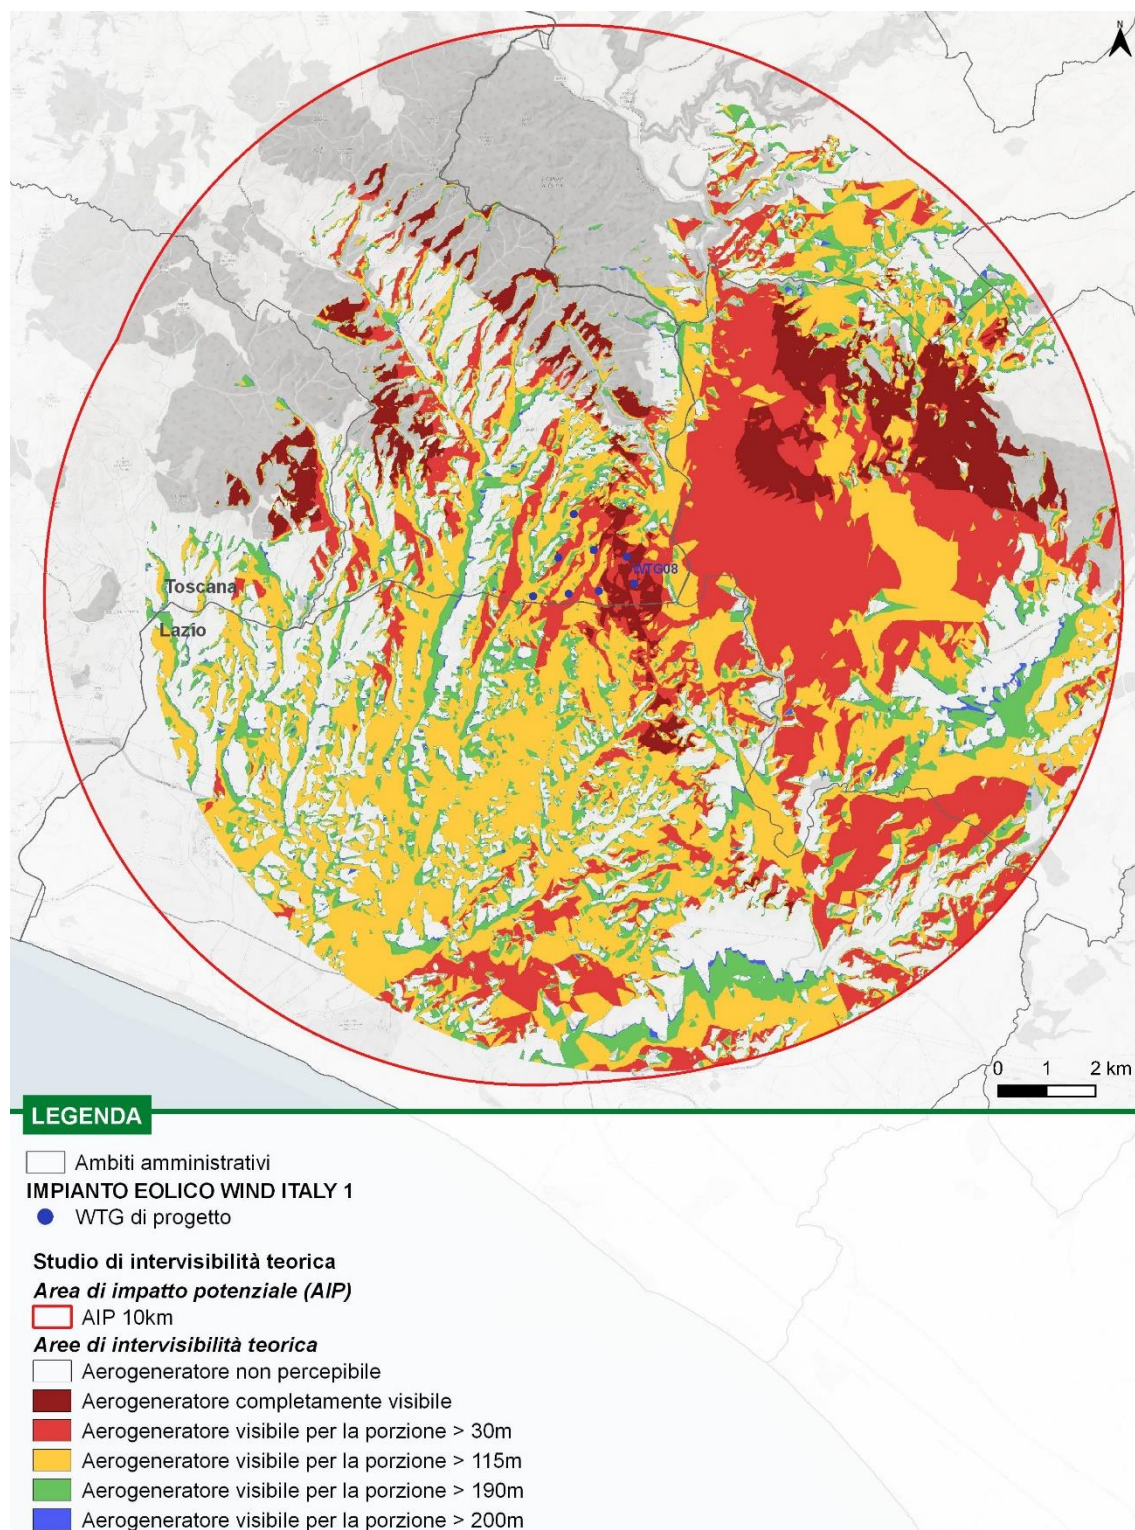 N
WTG08
Toscana
Lazio
0 1 2 km
LEGENDA
Ambiti amministrativi
IMPIANTO EOLICO WIND ITALY 1
WTG di progetto
Studio di intervisibilità teorica
Area di impatto potenziale (AIP)
AIP 10km
Aree di intervisibilità teorica
Aerogeneratore non percepibile
Aerogeneratore completamente visibile
Aerogeneratore visibile per la porzione > 30m
Aerogeneratore visibile per la porzione > 115m
Aerogeneratore visibile per la porzione > 190m
Aerogeneratore visibile per la porzione > 200m